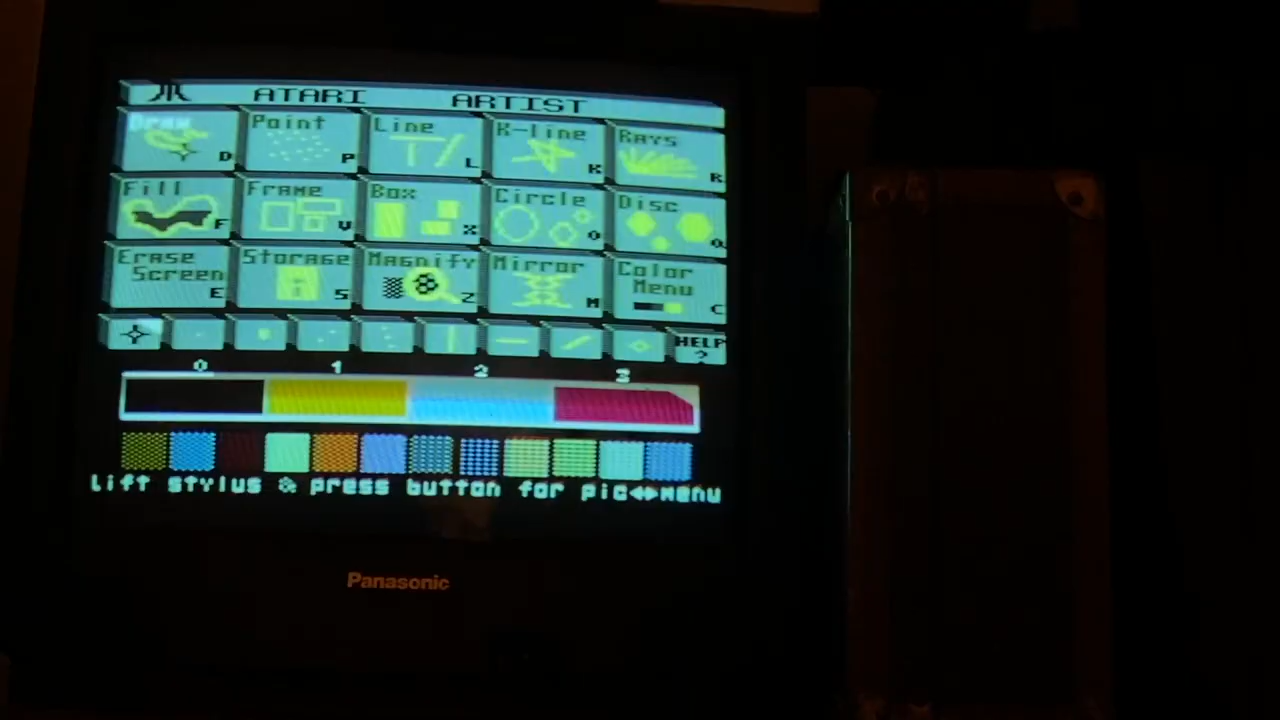 ATARI ARTIST
Draw D Point P Line L K-line K Rays R
Fill F Frame V Box X Circle O Disc Q
Erase Screen E Storage S Magnify Z Mirror M Color Menu C
HELP ?
0 1 2 3
Lift stylus & press button for pic◄►Menu
Panasonic